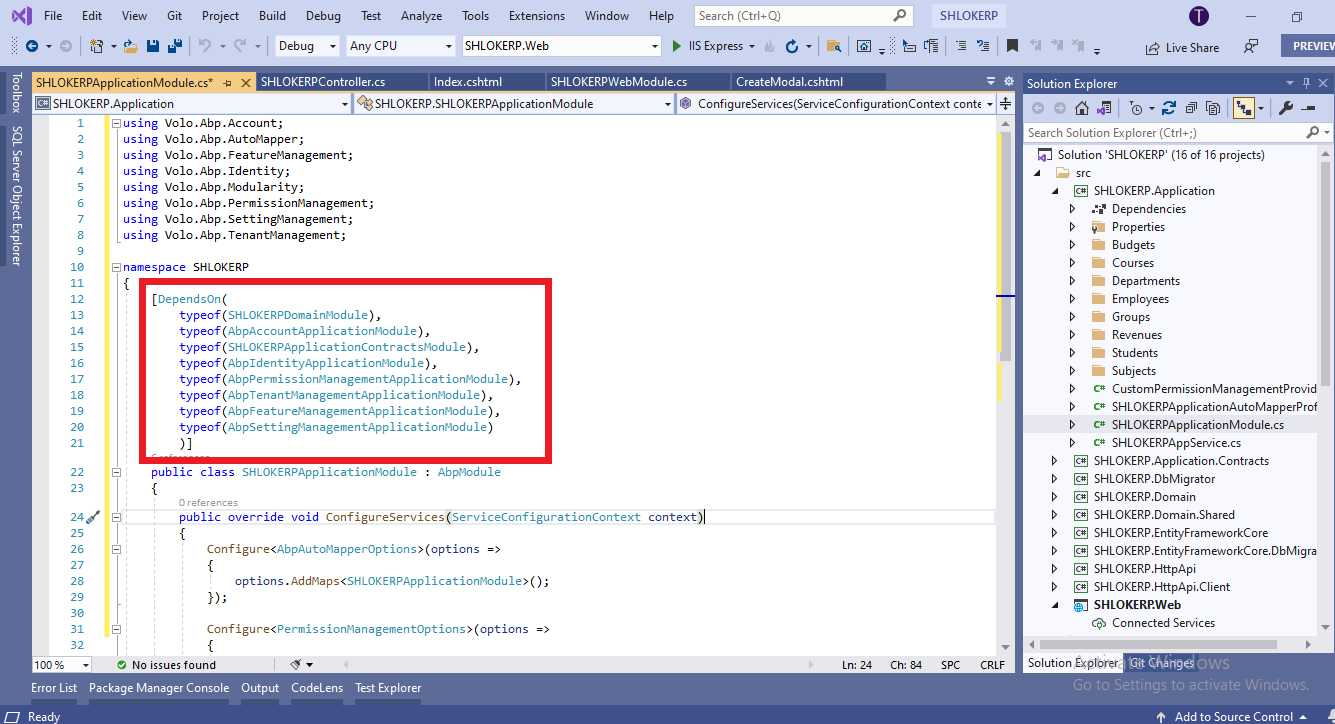 File Edit View Git Project Build Debug Test Analyze Tools Extensions Window Help Search (Ctrl+Q) SHLOKERP T
Debug Any CPU SHLOKERP.Web IIS Express Live Share PREVIEW
Toolbox
SQL Server Object Explorer
SHLOKERPApplicationModule.cs* SHLOKERPController.cs Index.cshtml SHLOKERPWebModule.cs CreateModal.cshtml
SHLOKERP.Application SHLOKERP.SHLOKERPApplicationModule ConfigureServices(ServiceConfigurationContext conte
1 using Volo.Abp.Account;
2 using Volo.Abp.AutoMapper;
3 using Volo.Abp.FeatureManagement;
4 using Volo.Abp.Identity;
5 using Volo.Abp.Modularity;
6 using Volo.Abp.PermissionManagement;
7 using Volo.Abp.SettingManagement;
8 using Volo.Abp.TenantManagement;
9
10 namespace SHLOKERP
11 {
12 [DependsOn(
13 typeof(SHLOKERPDomainModule),
14 typeof(AbpAccountApplicationModule),
15 typeof(SHLOKERPApplicationContractsModule),
16 typeof(AbpIdentityApplicationModule),
17 typeof(AbpPermissionManagementApplicationModule),
18 typeof(AbpTenantManagementApplicationModule),
19 typeof(AbpFeatureManagementApplicationModule),
20 typeof(AbpSettingManagementApplicationModule)
21 )]
22 public class SHLOKERPApplicationModule : AbpModule
23 {
0 references
24 public override void ConfigureServices(ServiceConfigurationContext context)
25 {
26 Configure<AbpAutoMapperOptions>(options =>
27 {
28 options.AddMaps<SHLOKERPApplicationModule>();
29 });
30
31 Configure<PermissionManagementOptions>(options =>
32 {
100 % No issues found Ln: 24 Ch: 84 SPC CRLF
Solution Explorer
Search Solution Explorer (Ctrl+;)
Solution 'SHLOKERP' (16 of 16 projects)
src
SHLOKERP.Application
Dependencies
Properties
Budgets
Courses
Departments
Employees
Groups
Revenues
Students
Subjects
CustomPermissionManagementProvid
SHLOKERPApplicationAutoMapperProf
SHLOKERPApplicationModule.cs
SHLOKERPAppService.cs
SHLOKERP.Application.Contracts
SHLOKERP.DbMigrator
SHLOKERP.Domain
SHLOKERP.Domain.Shared
SHLOKERP.EntityFrameworkCore
SHLOKERP.EntityFrameworkCore.DbMigra
SHLOKERP.HttpApi
SHLOKERP.HttpApi.Client
SHLOKERP.Web
Connected Services
Solution Explorer Git Changes
Activate Windows
Go to Settings to activate Windows.
Error List Package Manager Console Output CodeLens Test Explorer
Ready Add to Source Control